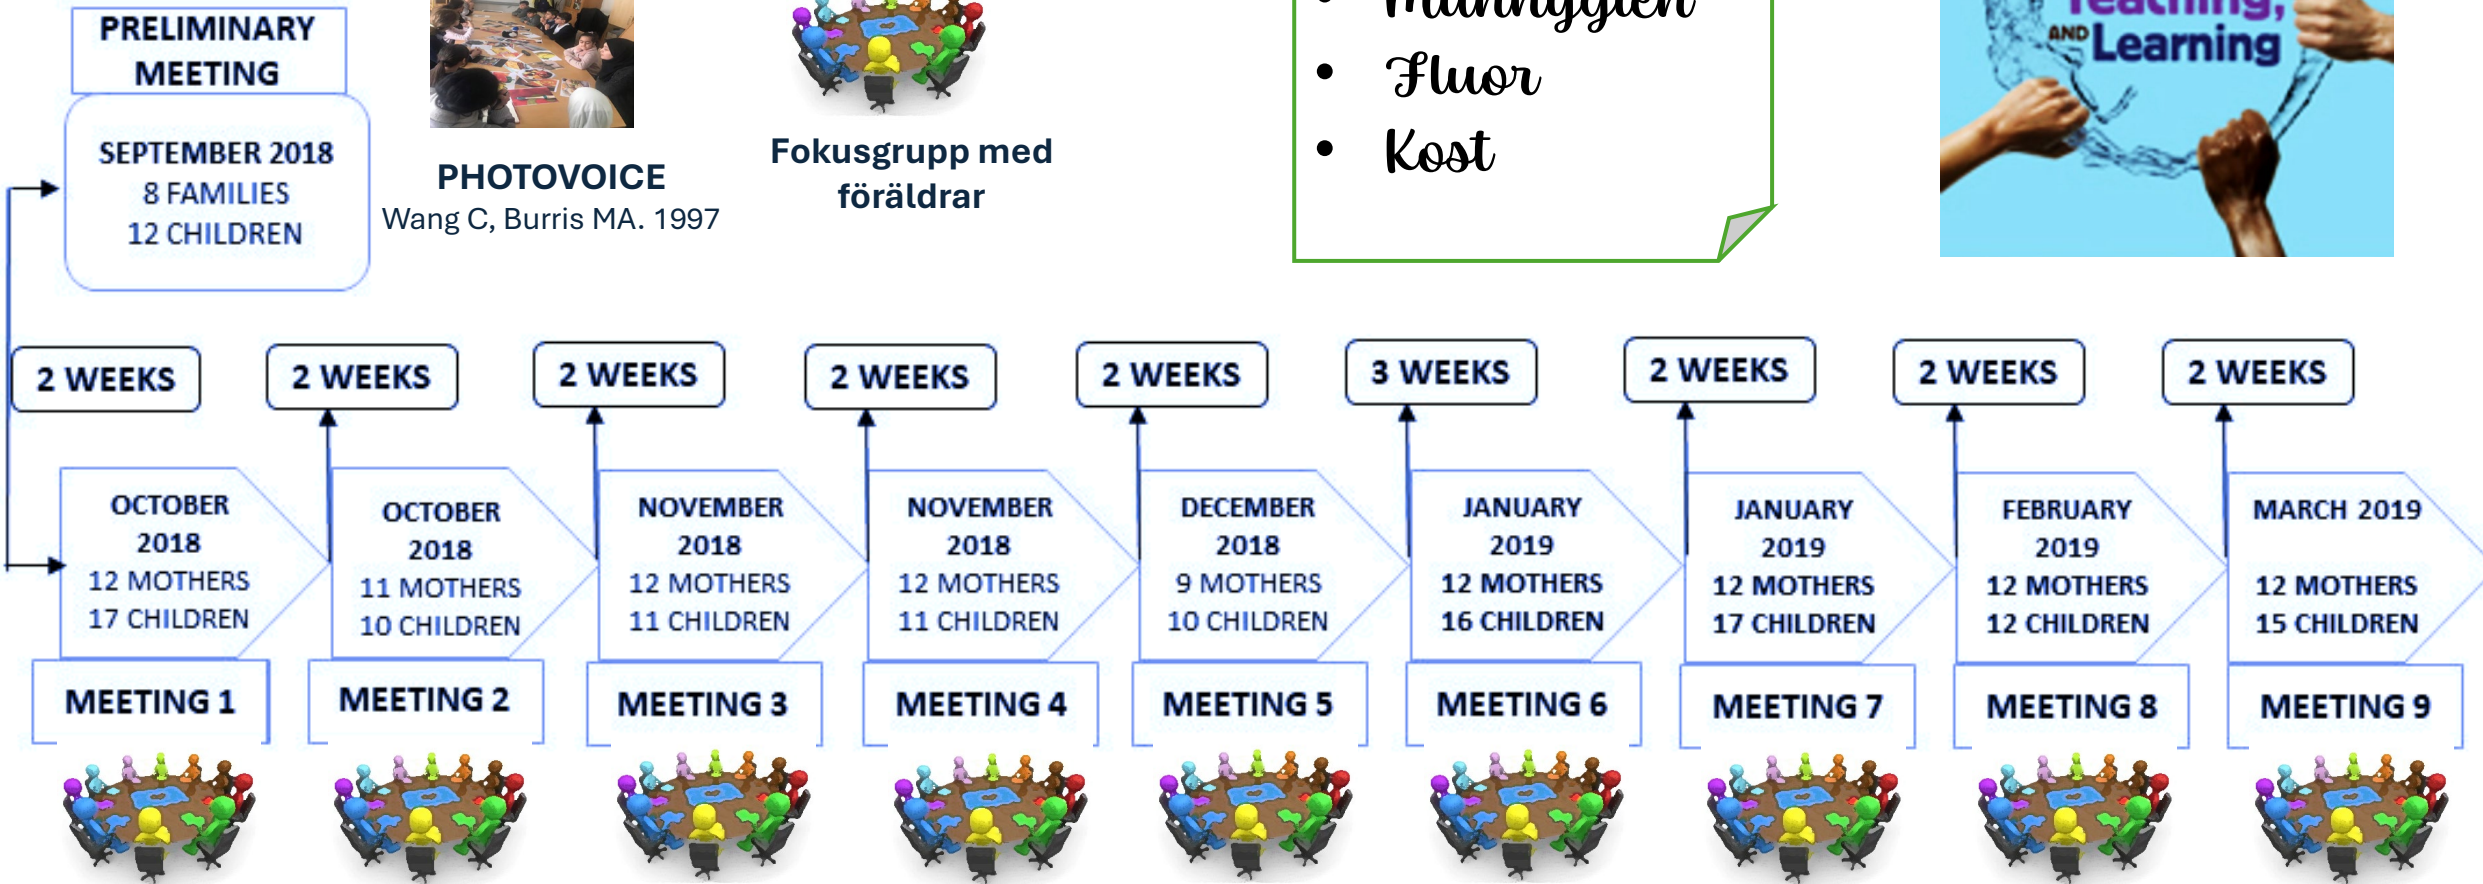 PRELIMINARY
MEETING
SEPTEMBER 2018
8 FAMILIES
12 CHILDREN
PHOTOVOICE
Wang C, Burris MA. 1997
Fokusgrupp med
föräldrar
• Munhygien
• Fluor
• Kost
Teaching,
AND Learning
2 WEEKS
2 WEEKS
2 WEEKS
2 WEEKS
2 WEEKS
3 WEEKS
2 WEEKS
2 WEEKS
2 WEEKS
OCTOBER
2018
12 MOTHERS
17 CHILDREN
MEETING 1
OCTOBER
2018
11 MOTHERS
10 CHILDREN
MEETING 2
NOVEMBER
2018
12 MOTHERS
11 CHILDREN
MEETING 3
NOVEMBER
2018
12 MOTHERS
11 CHILDREN
MEETING 4
DECEMBER
2018
9 MOTHERS
10 CHILDREN
MEETING 5
JANUARY
2019
12 MOTHERS
16 CHILDREN
MEETING 6
JANUARY
2019
12 MOTHERS
17 CHILDREN
MEETING 7
FEBRUARY
2019
12 MOTHERS
12 CHILDREN
MEETING 8
MARCH 2019
12 MOTHERS
15 CHILDREN
MEETING 9